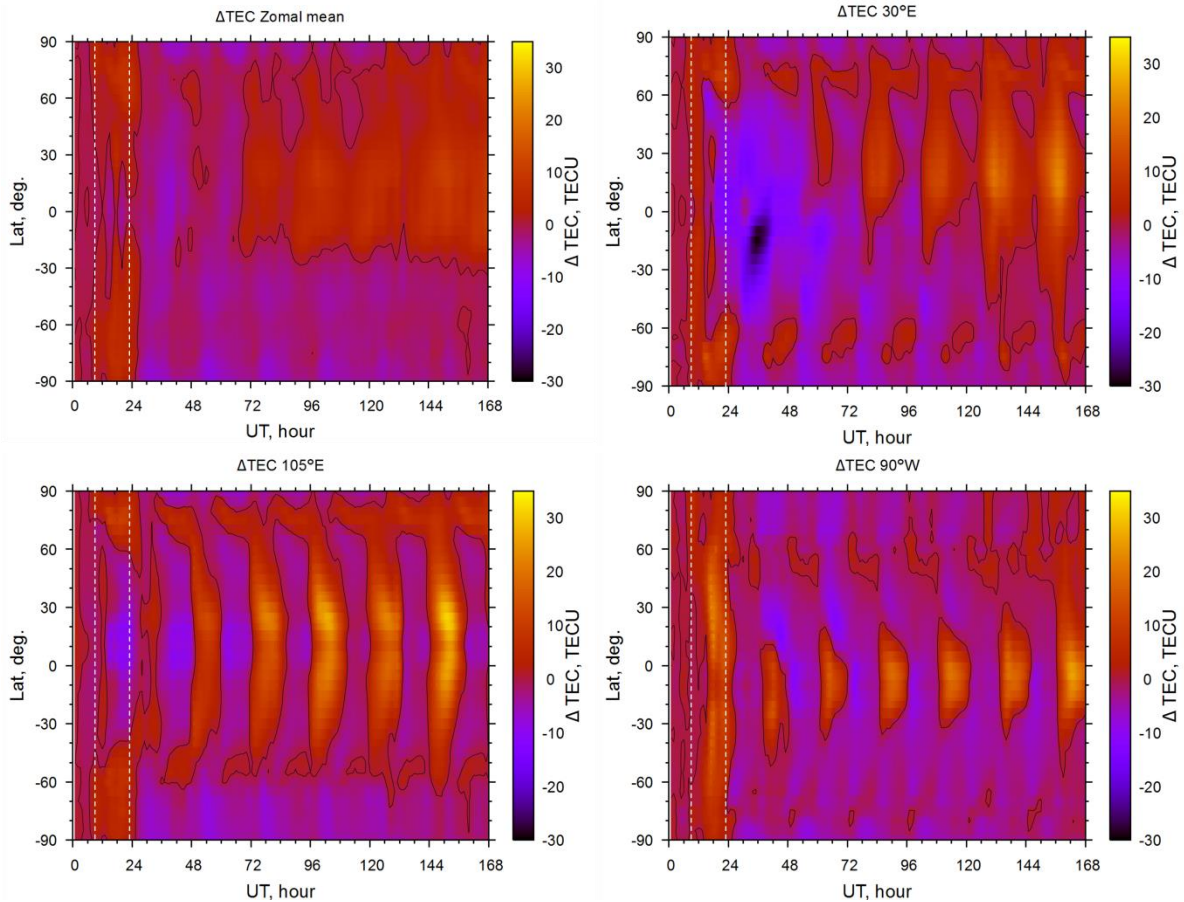 ΔTEC Zomal mean
90
60
30
0
-30
-60
-90
Lat, deg.
0 24 48 72 96 120 144 168
UT, hour
30
20
10
0
-10
-20
-30
Δ TEC, TECU
ΔTEC 30°E
90
60
30
0
-30
-60
-90
Lat, deg.
0 24 48 72 96 120 144 168
UT, hour
30
20
10
0
-10
-20
-30
Δ TEC, TECU
ΔTEC 105°E
90
60
30
0
-30
-60
-90
Lat, deg.
0 24 48 72 96 120 144 168
UT, hour
30
20
10
0
-10
-20
-30
Δ TEC, TECU
ΔTEC 90°W
90
60
30
0
-30
-60
-90
Lat, deg.
0 24 48 72 96 120 144 168
UT, hour
30
20
10
0
-10
-20
-30
Δ TEC, TECU